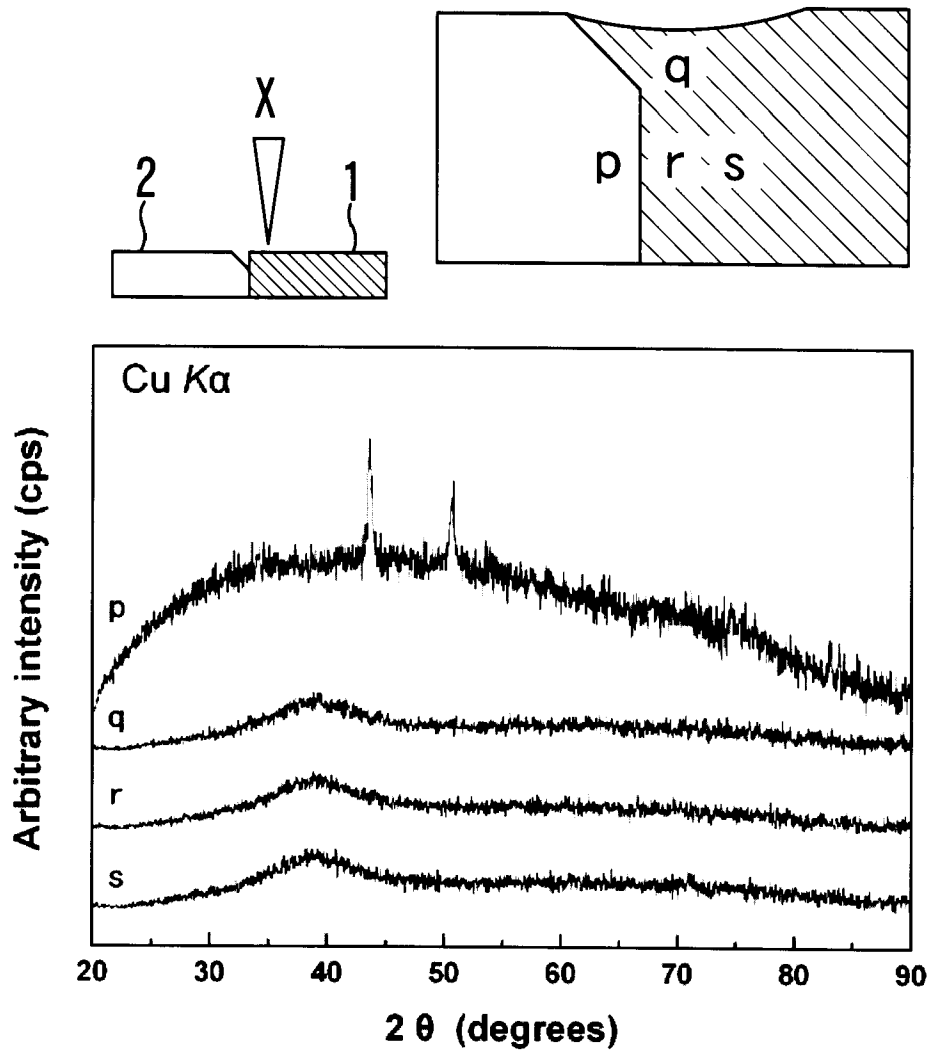 X
2
1
q
p r s
Cu Kα
p
q
r
s
Arbitrary intensity (cps)
20 30 40 50 60 70 80 90
2 θ (degrees)